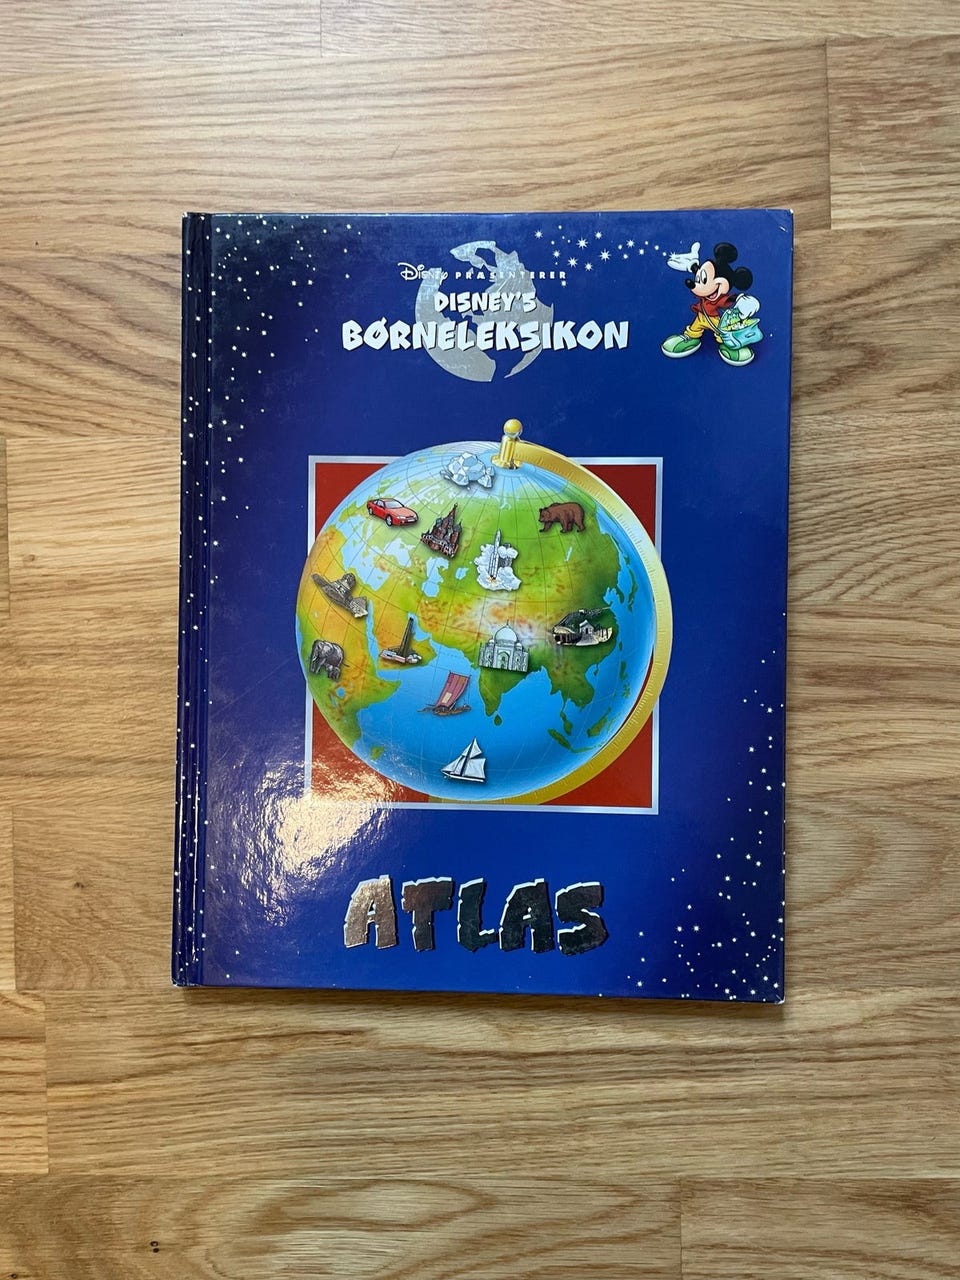 Disney PRÆSENTERER
DISNEY'S
BØRNELEKSIKON
ATLAS